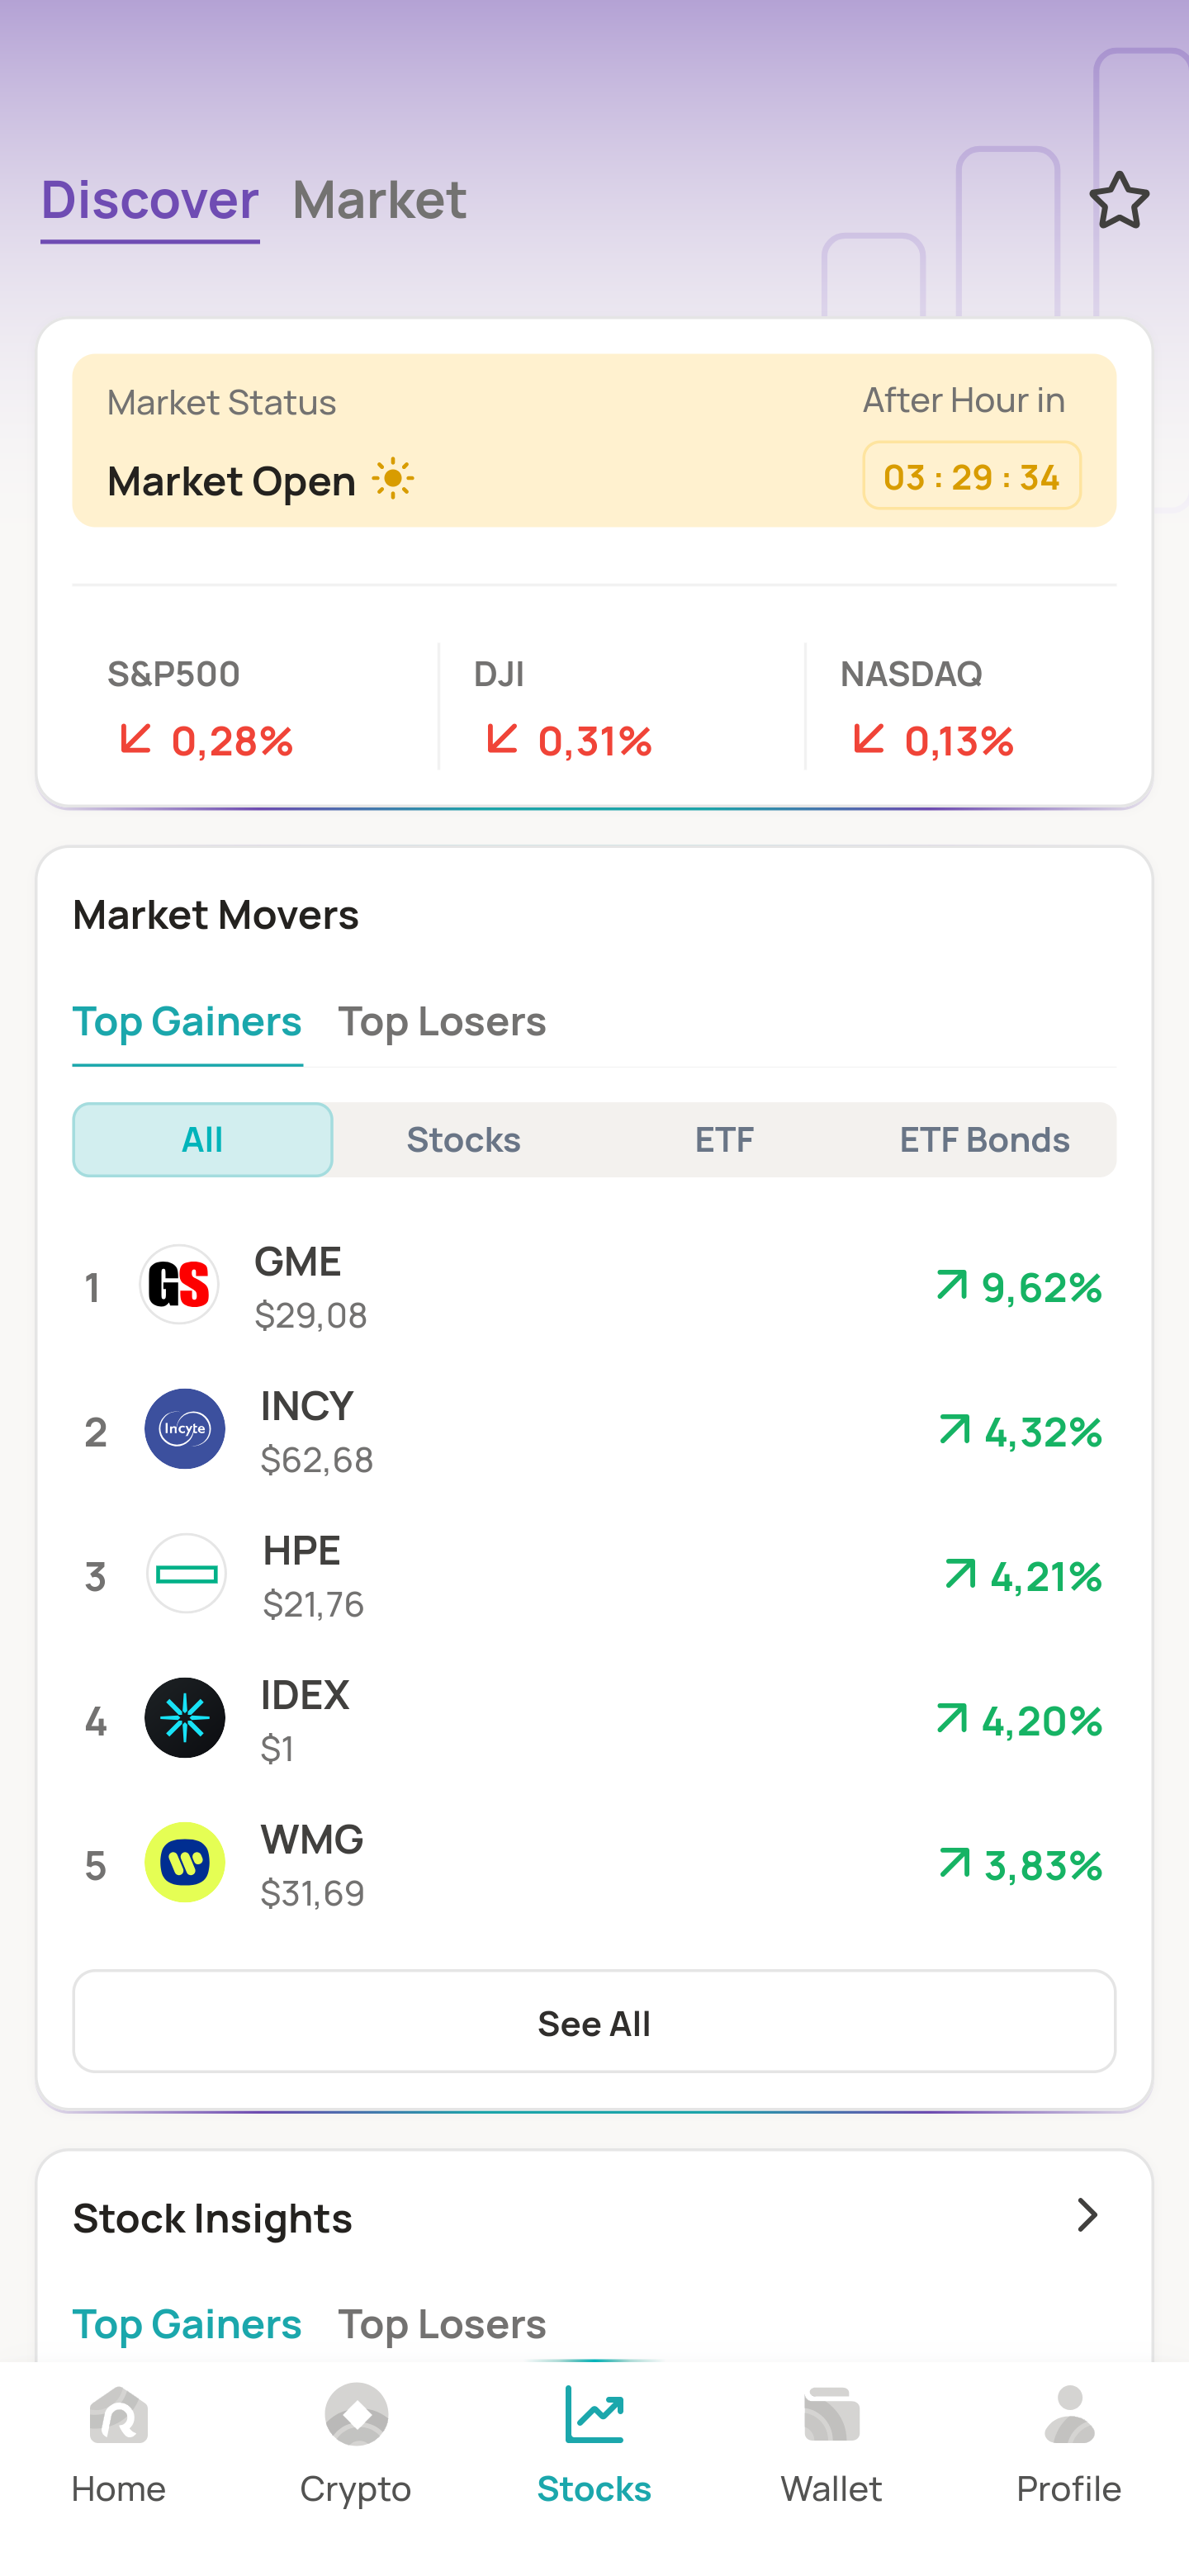 Discover Market
Market Status
After Hour in
Market Open
03 : 29 : 34
S&P500 DJI NASDAQ
0,28% 0,31% 0,13%
Market Movers
Top Gainers Top Losers
All Stocks ETF ETF Bonds
1 GS GME 9,62%
$29,08
2 Incyte INCY 4,32%
$62,68
3 HPE 4,21%
$21,76
4 IDEX 4,20%
$1
5 WMG 3,83%
$31,69
See All
Stock Insights
Top Gainers Top Losers
Home Crypto Stocks Wallet Profile